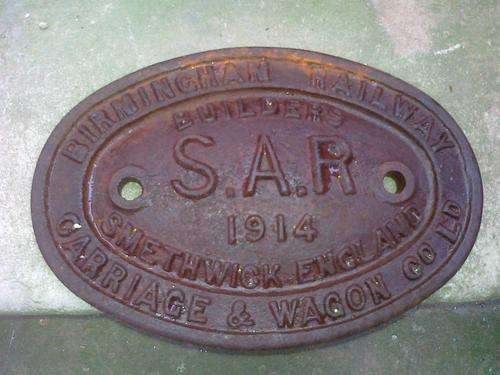 BIRMINGHAM RAILWAY
BUILDERS
S.A.R
1914
SMETHWICK-ENGLAND
CARRIAGE & WAGON CO LD